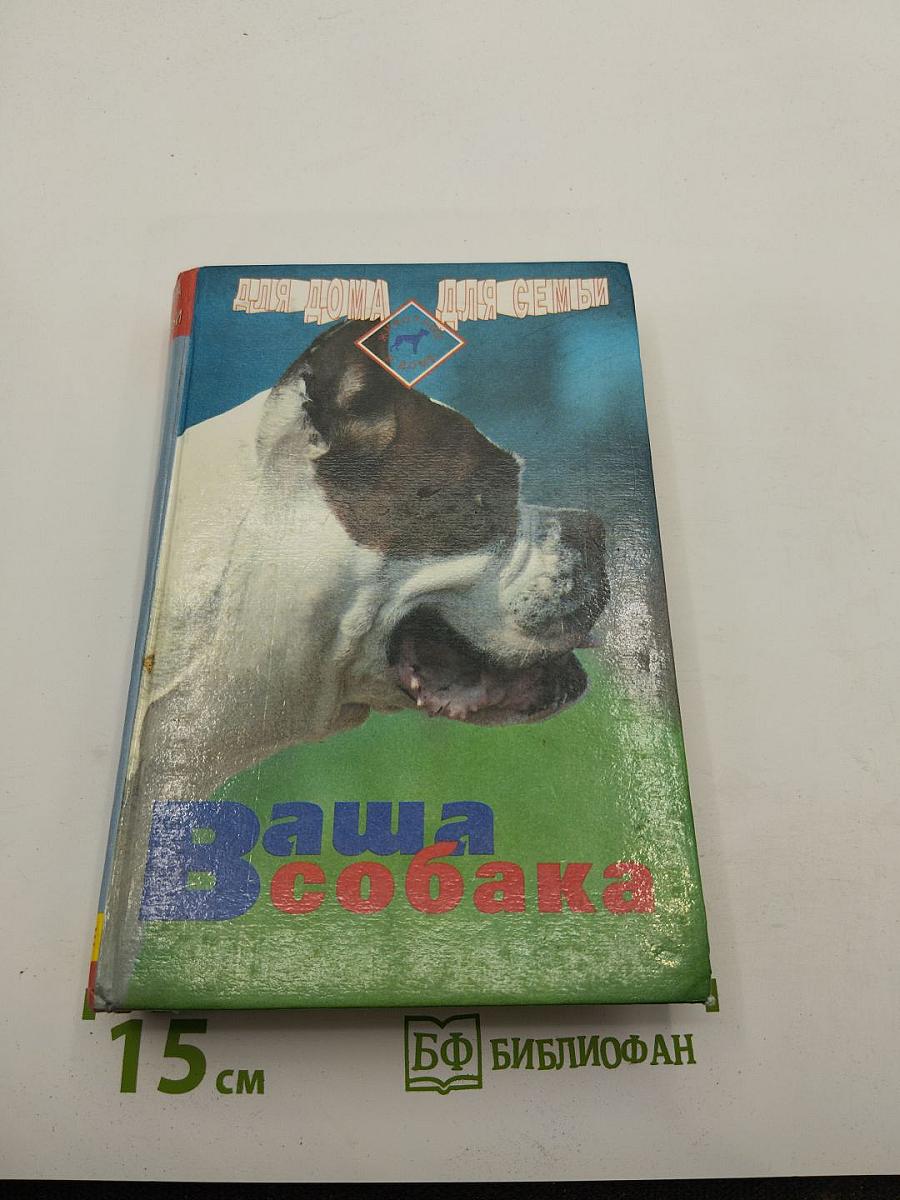 ДЛЯ ДОМА ДЛЯ СЕМЬИ
Ваша
собака
15 см
БФ БИБЛИОФАН